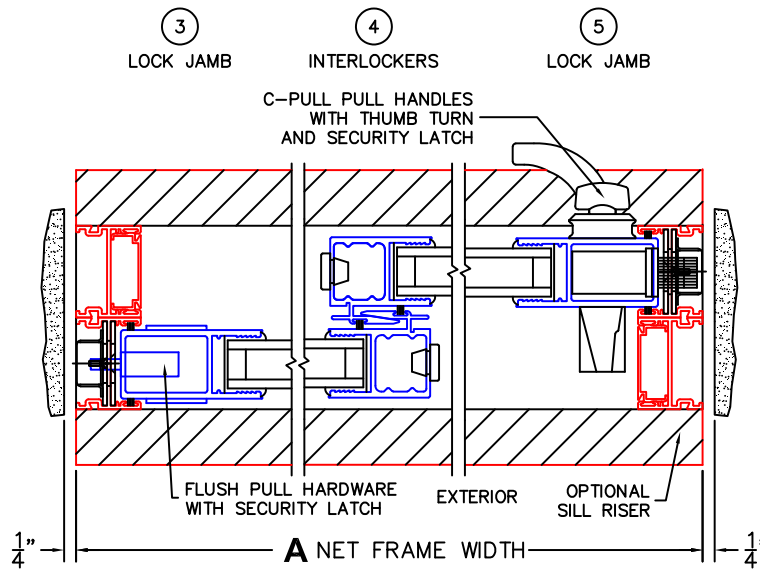 3 4 5
LOCK JAMB INTERLOCKERS LOCK JAMB
C-PULL PULL HANDLES
WITH THUMB TURN
AND SECURITY LATCH
FLUSH PULL HARDWARE
WITH SECURITY LATCH
EXTERIOR
OPTIONAL
SILL RISER
1/4" A NET FRAME WIDTH 1/4"